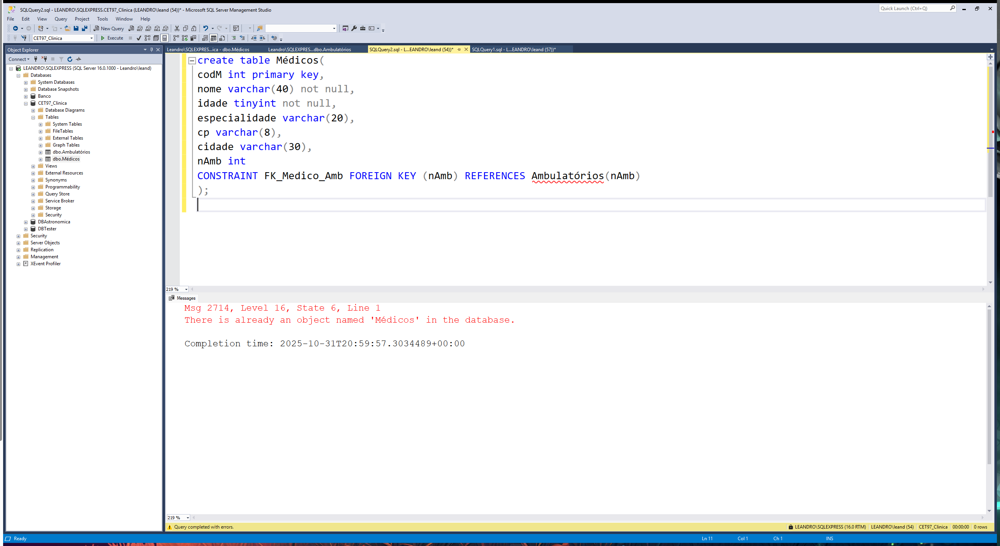 SQLQuery2.sql - LEANDRO\SQLEXPRESS.CET97_Clinica (LEANDRO\leand (54))* - Microsoft SQL Server Management Studio
Quick Launch (Ctrl+Q)
File Edit View Query Project Tools Window Help
New Query
CET97_Clinica
Execute
Object Explorer
Connect
LEANDRO\SQLEXPRESS (SQL Server 16.0.1000 - Leandro\leand)
Databases
System Databases
Database Snapshots
Banco
CET97_Clinica
Database Diagrams
Tables
System Tables
FileTables
External Tables
Graph Tables
dbo.Ambulatórios
dbo.Médicos
Views
External Resources
Synonyms
Programmability
Query Store
Service Broker
Storage
Security
DBAstronomica
DBTester
Security
Server Objects
Replication
Management
XEvent Profiler
Leandro\SQLEXPRES...ica - dbo.Médicos
Leandro\SQLEXPRES...dbo.Ambulatórios
SQLQuery2.sql - L...EANDRO\leand (54))*
SQLQuery1.sql - L...EANDRO\leand (57))*
create table Médicos(
codM int primary key,
nome varchar(40) not null,
idade tinyint not null,
especialidade varchar(20),
cp varchar(8),
cidade varchar(30),
nAmb int
CONSTRAINT FK_Medico_Amb FOREIGN KEY (nAmb) REFERENCES Ambulatórios(nAmb)
);
219 %
Messages
Msg 2714, Level 16, State 6, Line 1
There is already an object named 'Médicos' in the database.
Completion time: 2025-10-31T20:59:57.3034489+00:00
219 %
Query completed with errors.
LEANDRO\SQLEXPRESS (16.0 RTM)
LEANDRO\leand (54)
CET97_Clinica
00:00:00
0 rows
Ready
Ln 11
Col 1
Ch 1
INS